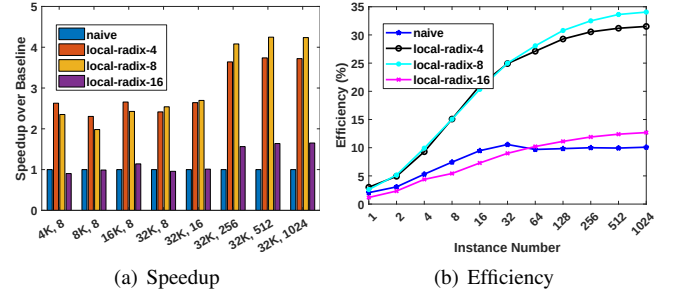 5
4
3
2
1
0
Speedup over Baseline
naive
local-radix-4
local-radix-8
local-radix-16
4K, 8
8K, 8
16K, 8
32K, 8
32K, 16
32K, 256
32K, 512
32K, 1024
(a) Speedup
35
30
25
20
15
10
5
0
Efficiency (%)
naive
local-radix-4
local-radix-8
local-radix-16
1
2
4
8
16
32
64
128
256
512
1024
Instance Number
(b) Efficiency